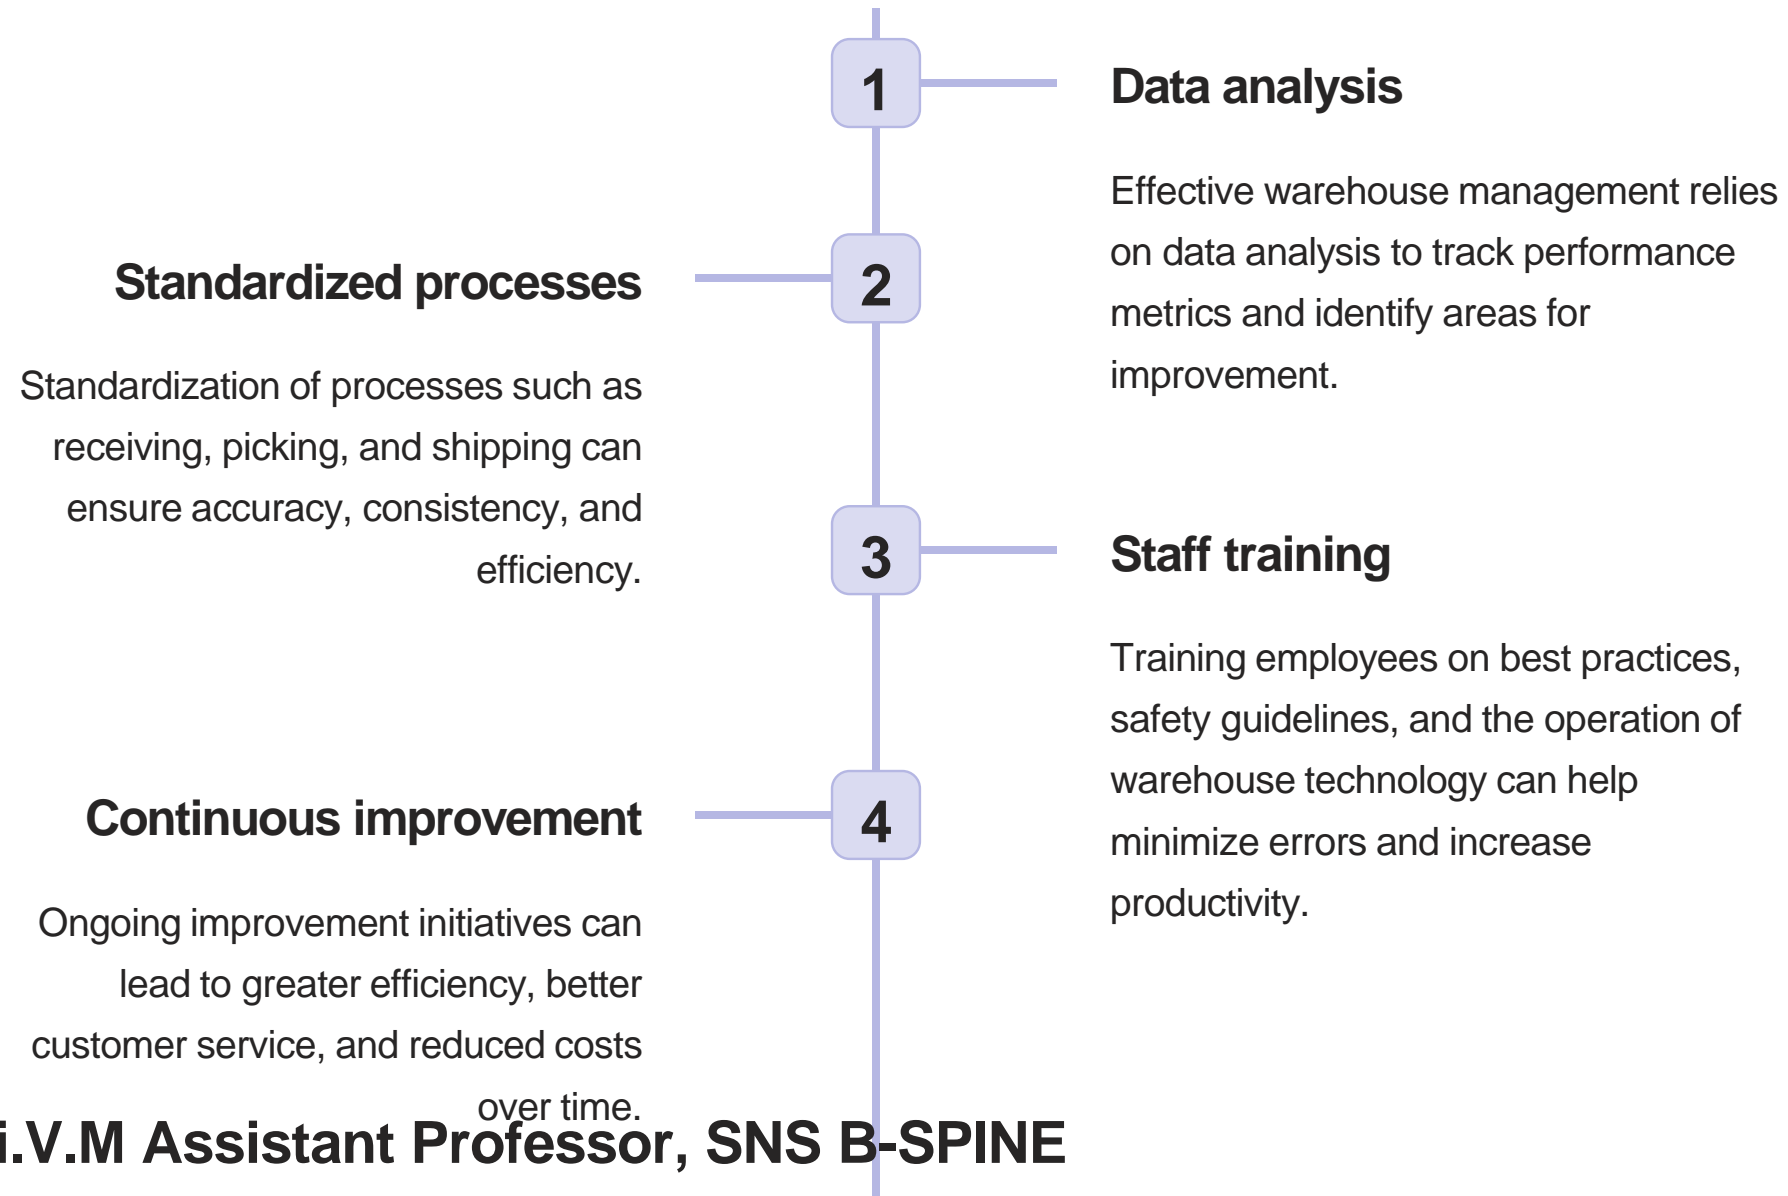 1
Data analysis
Effective warehouse management relies
on data analysis to track performance
metrics and identify areas for
improvement.
2
Standardized processes
Standardization of processes such as
receiving, picking, and shipping can
ensure accuracy, consistency, and
efficiency.
3
Staff training
Training employees on best practices,
safety guidelines, and the operation of
warehouse technology can help
minimize errors and increase
productivity.
4
Continuous improvement
Ongoing improvement initiatives can
lead to greater efficiency, better
customer service, and reduced costs
over time.
i.V.M Assistant Professor, SNS B-SPINE